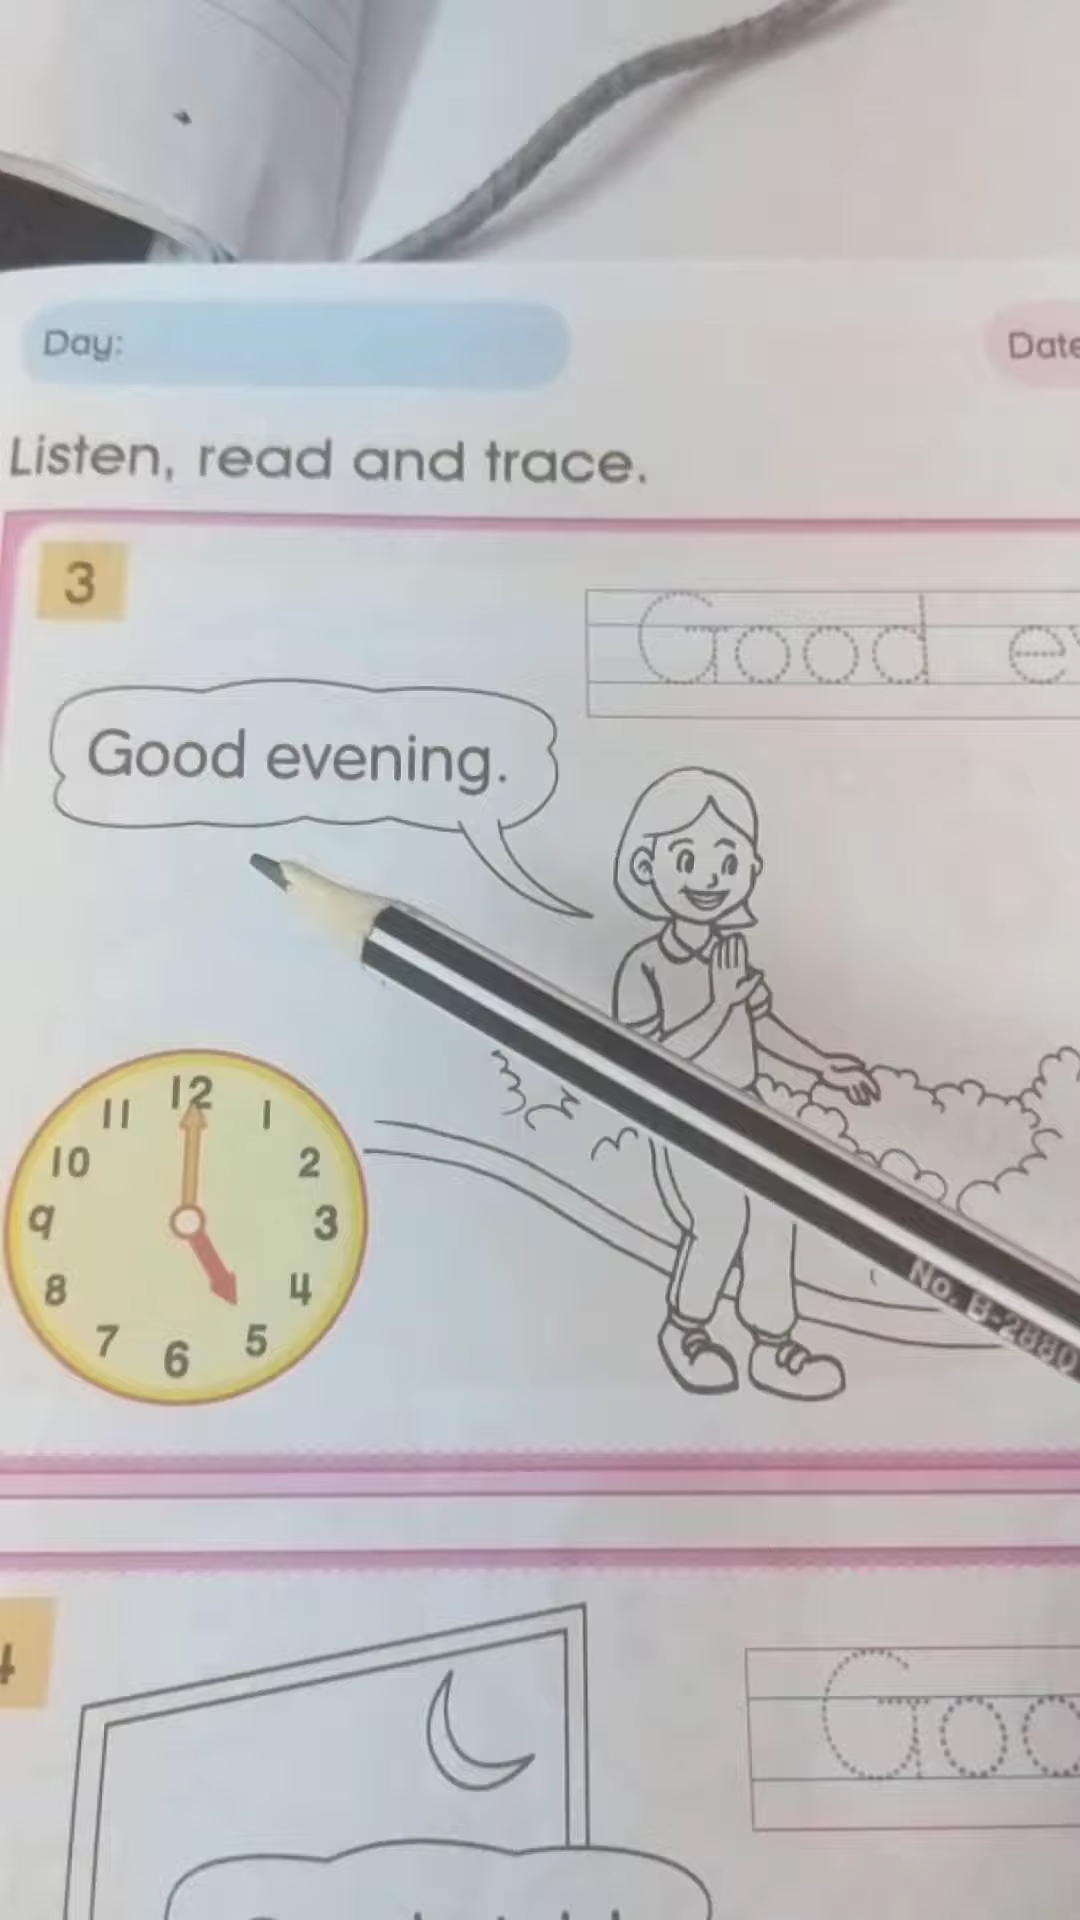 Day:
Date
Listen, read and trace.
3
Good e
Good evening.
12
11
1
10
2
9
3
8
4
7
5
6
No. B-2880
Goo